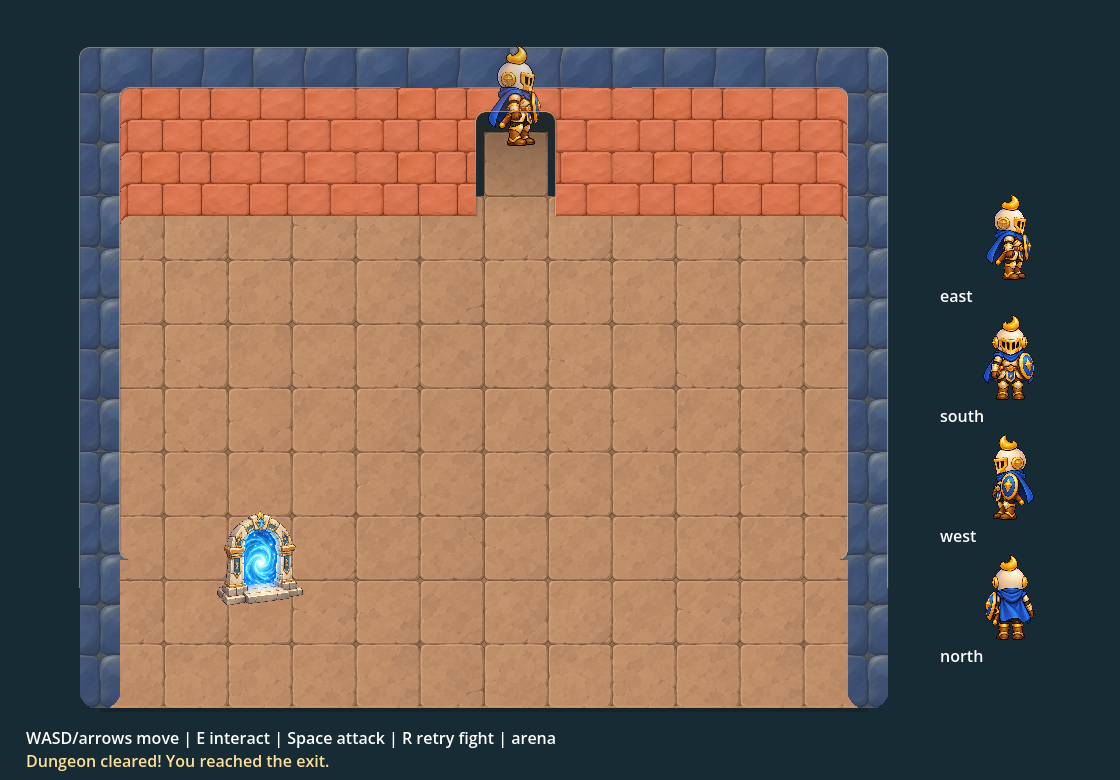 east
south
west
north
WASD/arrows move | E interact | Space attack | R retry fight | arena
Dungeon cleared! You reached the exit.